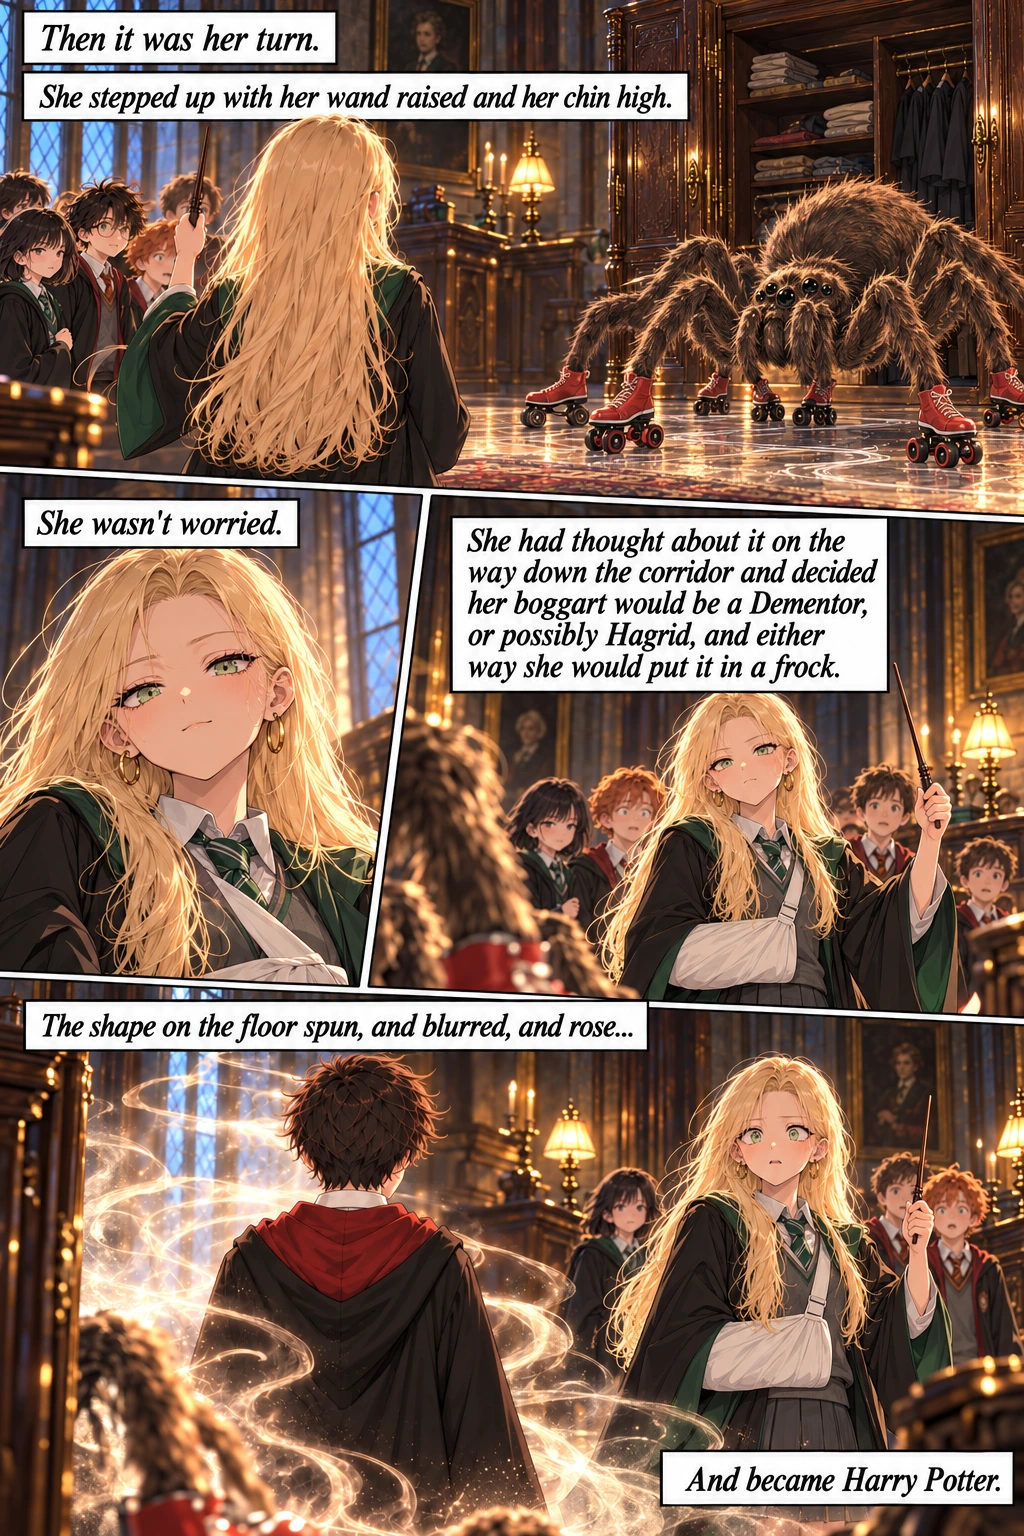 Then it was her turn.
She stepped up with her wand raised and her chin high.
She wasn't worried.
She had thought about it on the
way down the corridor and decided
her boggart would be a Dementor,
or possibly Hagrid, and either
way she would put it in a frock.
The shape on the floor spun, and blurred, and rose...
And became Harry Potter.